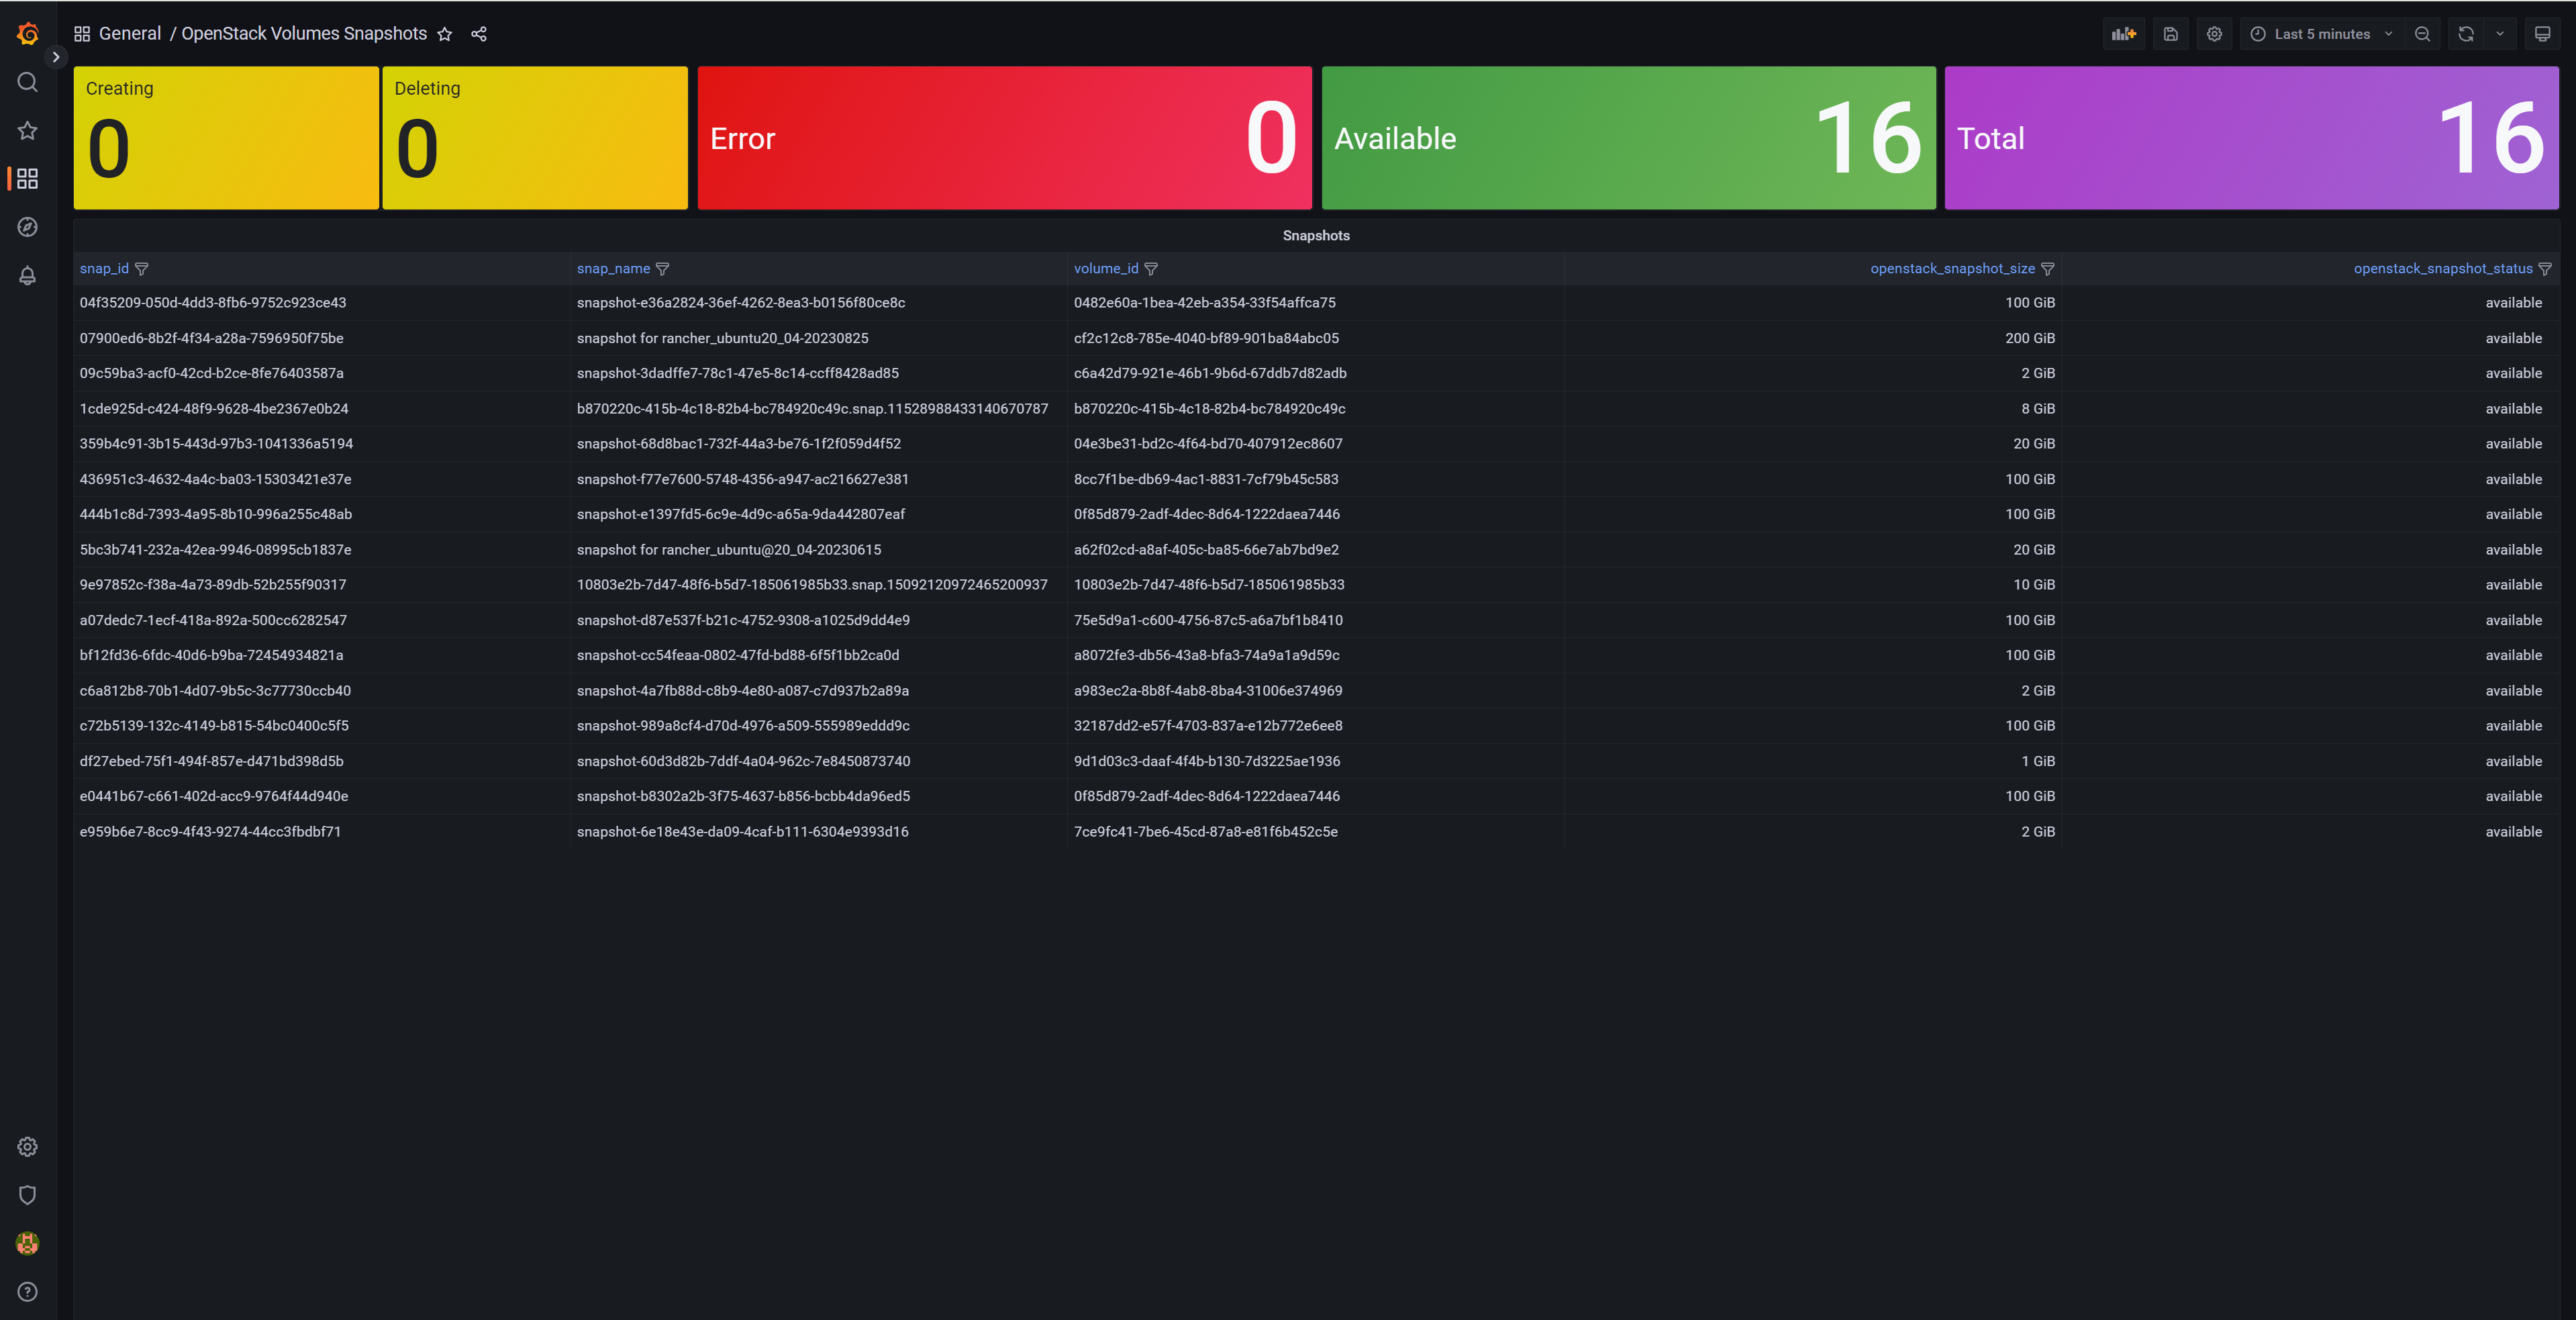 General / OpenStack Volumes Snapshots
Last 5 minutes
Creating
0
Deleting
0
Error
0
Available
16
Total
16
Snapshots
snap_id snap_name volume_id openstack_snapshot_size openstack_snapshot_status
04f35209-050d-4dd3-8fb6-9752c923ce43 snapshot-e36a2824-36ef-4262-8ea3-b0156f80ce8c 0482e60a-1bea-42eb-a354-33f54affca75 100 GiB available
07900ed6-8b2f-4f34-a28a-7596950f75be snapshot for rancher_ubuntu20_04-20230825 cf2c12c8-785e-4040-bf89-901ba84abc05 200 GiB available
09c59ba3-acf0-42cd-b2ce-8fe76403587a snapshot-3dadffe7-78c1-47e5-8c14-ccff8428ad85 c6a42d79-921e-46b1-9b6d-67ddb7d82adb 2 GiB available
1cde925d-c424-48f9-9628-4be2367e0b24 b870220c-415b-4c18-82b4-bc784920c49c.snap.11528988433140670787 b870220c-415b-4c18-82b4-bc784920c49c 8 GiB available
359b4c91-3b15-443d-97b3-1041336a5194 snapshot-68d8bac1-732f-44a3-be76-1f2f059d4f52 04e3be31-bd2c-4f64-bd70-407912ec8607 20 GiB available
436951c3-4632-4a4c-ba03-15303421e37e snapshot-f77e7600-5748-4356-a947-ac216627e381 8cc7f1be-db69-4ac1-8831-7cf79b45c583 100 GiB available
444b1c8d-7393-4a95-8b10-996a255c48ab snapshot-e1397fd5-6c9e-4d9c-a65a-9da442807eaf 0f85d879-2adf-4dec-8d64-1222daea7446 100 GiB available
5bc3b741-232a-42ea-9946-08995cb1837e snapshot for rancher_ubuntu@20_04-20230615 a62f02cd-a8af-405c-ba85-66e7ab7bd9e2 20 GiB available
9e97852c-f38a-4a73-89db-52b255f90317 10803e2b-7d47-48f6-b5d7-185061985b33.snap.15092120972465200937 10803e2b-7d47-48f6-b5d7-185061985b33 10 GiB available
a07dedc7-1ecf-418a-892a-500cc6282547 snapshot-d87e537f-b21c-4752-9308-a1025d9dd4e9 75e5d9a1-c600-4756-87c5-a6a7bf1b8410 100 GiB available
bf12fd36-6fdc-40d6-b9ba-72454934821a snapshot-cc54feaa-0802-47fd-bd88-6f5f1bb2ca0d a8072fe3-db56-43a8-bfa3-74a9a1a9d59c 100 GiB available
c6a812b8-70b1-4d07-9b5c-3c77730ccb40 snapshot-4a7fb88d-c8b9-4e80-a087-c7d937b2a89a a983ec2a-8b8f-4ab8-8ba4-31006e374969 2 GiB available
c72b5139-132c-4149-b815-54bc0400c5f5 snapshot-989a8cf4-d70d-4976-a509-555989eddd9c 32187dd2-e57f-4703-837a-e12b772e6ee8 100 GiB available
df27ebed-75f1-494f-857e-d471bd398d5b snapshot-60d3d82b-7ddf-4a04-962c-7e8450873740 9d1d03c3-daaf-4f4b-b130-7d3225ae1936 1 GiB available
e0441b67-c661-402d-acc9-9764f44d940e snapshot-b8302a2b-3f75-4637-b856-bcbb4da96ed5 0f85d879-2adf-4dec-8d64-1222daea7446 100 GiB available
e959b6e7-8cc9-4f43-9274-44cc3fbdbf71 snapshot-6e18e43e-da09-4caf-b111-6304e9393d16 7ce9fc41-7be6-45cd-87a8-e81f6b452c5e 2 GiB available